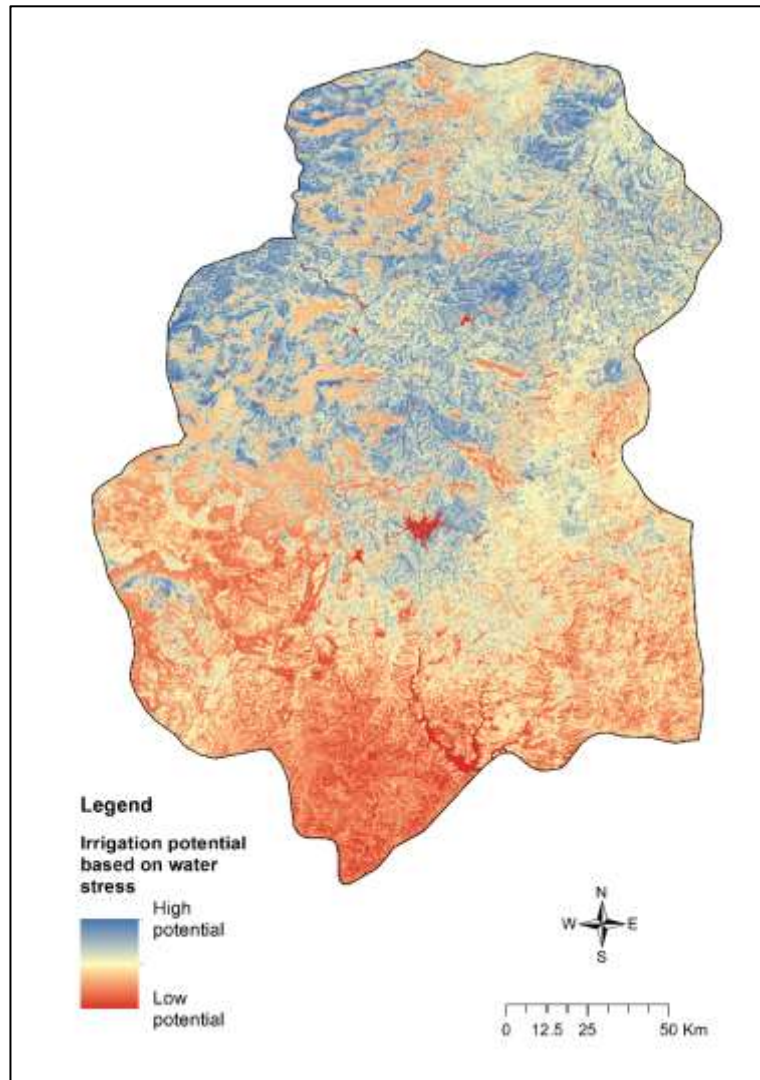 Legend
Irrigation potential
based on water
stress
High
potential
Low
potential
N
W E
S
0 12.5 25 50 Km